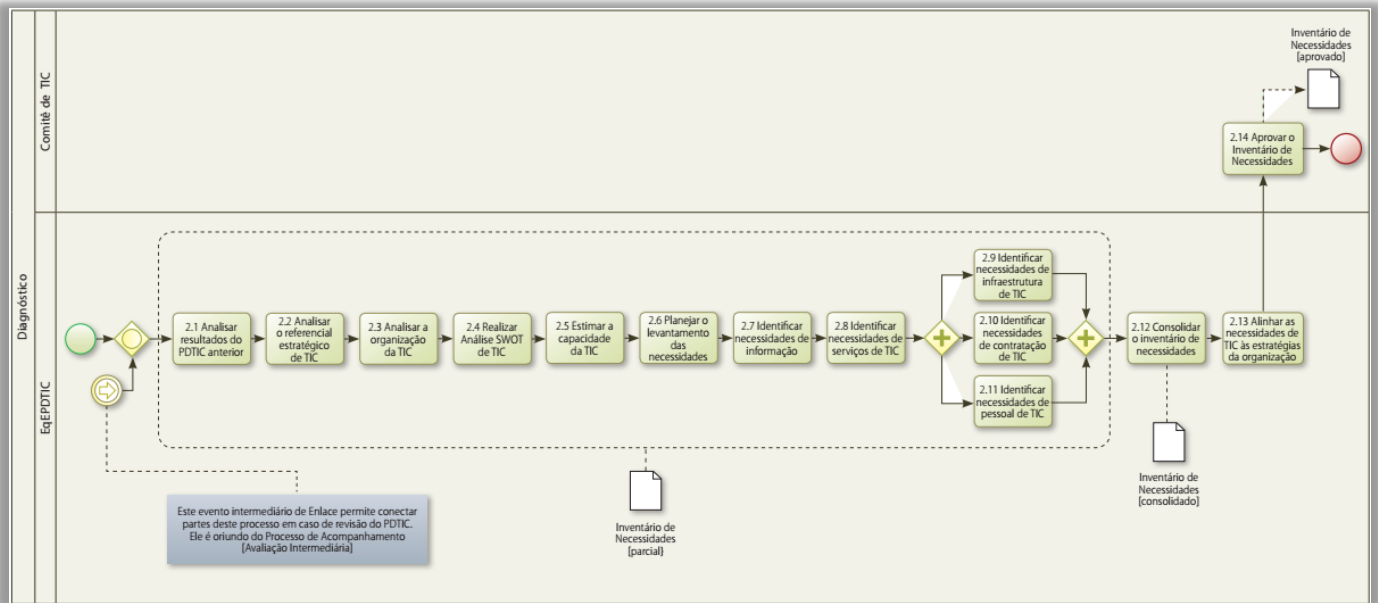 Diagnóstico
Comitê de TIC
Inventário de
Necessidades
[aprovado]
2.14 Aprovar o
Inventário de
Necessidades
EqEPDTIC
2.1 Analisar
resultados do
PDTIC anterior
2.2 Analisar
o referencial
estratégico
de TIC
2.3 Analisar a
organização
da TIC
2.4 Realizar
Análise SWOT
de TIC
2.5 Estimar a
capacidade
da TIC
2.6 Planejar o
levantamento
das
necessidades
2.7 Identificar
necessidades de
informação
2.8 Identificar
necessidades de
serviços de TIC
2.9 Identificar
necessidades de
infraestrutura
de TIC
2.10 Identificar
necessidades
de contratação
de TIC
2.11 Identificar
necessidades de
pessoal de TIC
2.12 Consolidar
o inventário de
necessidades
2.13 Alinhar as
necessidades de
TIC às estratégias
da organização
Este evento intermediário de Enlace permite conectar
partes deste processo em caso de revisão do PDTIC.
Ele é oriundo do Processo de Acompanhamento
[Avaliação Intermediária]
Inventário de
Necessidades
[parcial}
Inventário de
Necessidades
[consolidado]